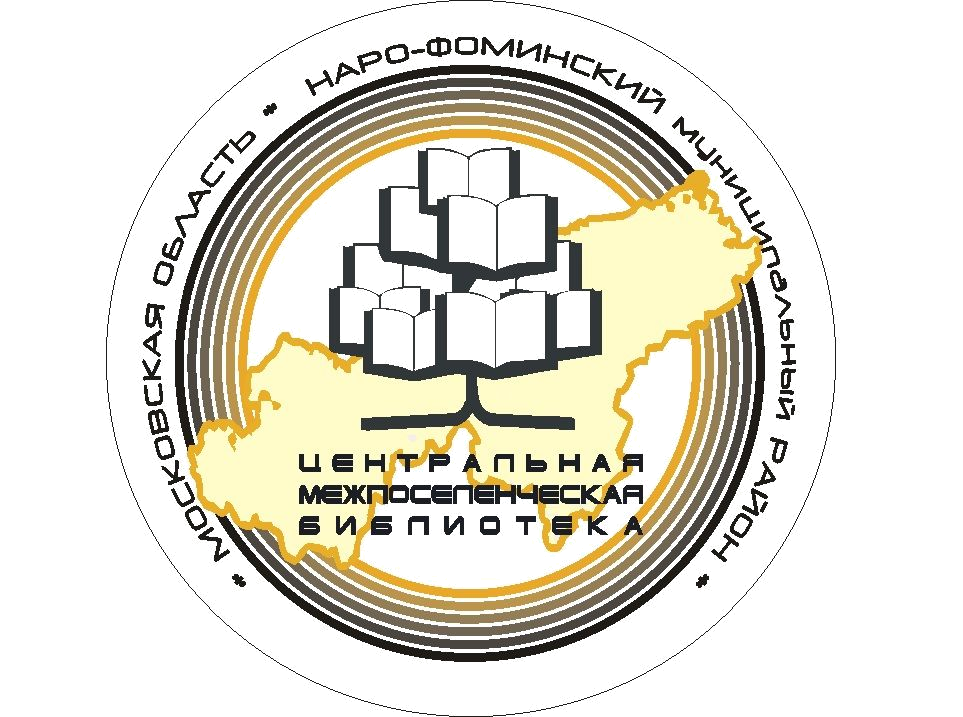 * МОСКОВСКАЯ ОБЛАСТЬ * НАРО-ФОМИНСКИЙ МУНИЦИПАЛЬНЫЙ РАЙОН *
ЦЕНТРАЛЬНАЯ
МЕЖПОСЕЛЕНЧЕСКАЯ
БИБЛИОТЕКА